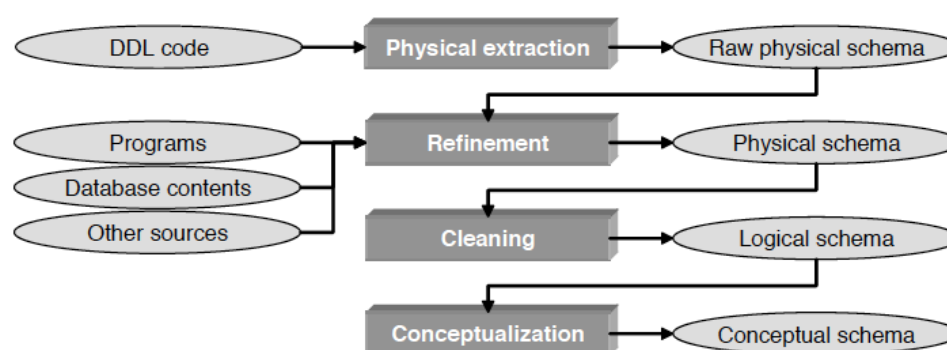 DDL code
Physical extraction
Raw physical schema
Programs
Refinement
Physical schema
Database contents
Other sources
Cleaning
Logical schema
Conceptualization
Conceptual schema